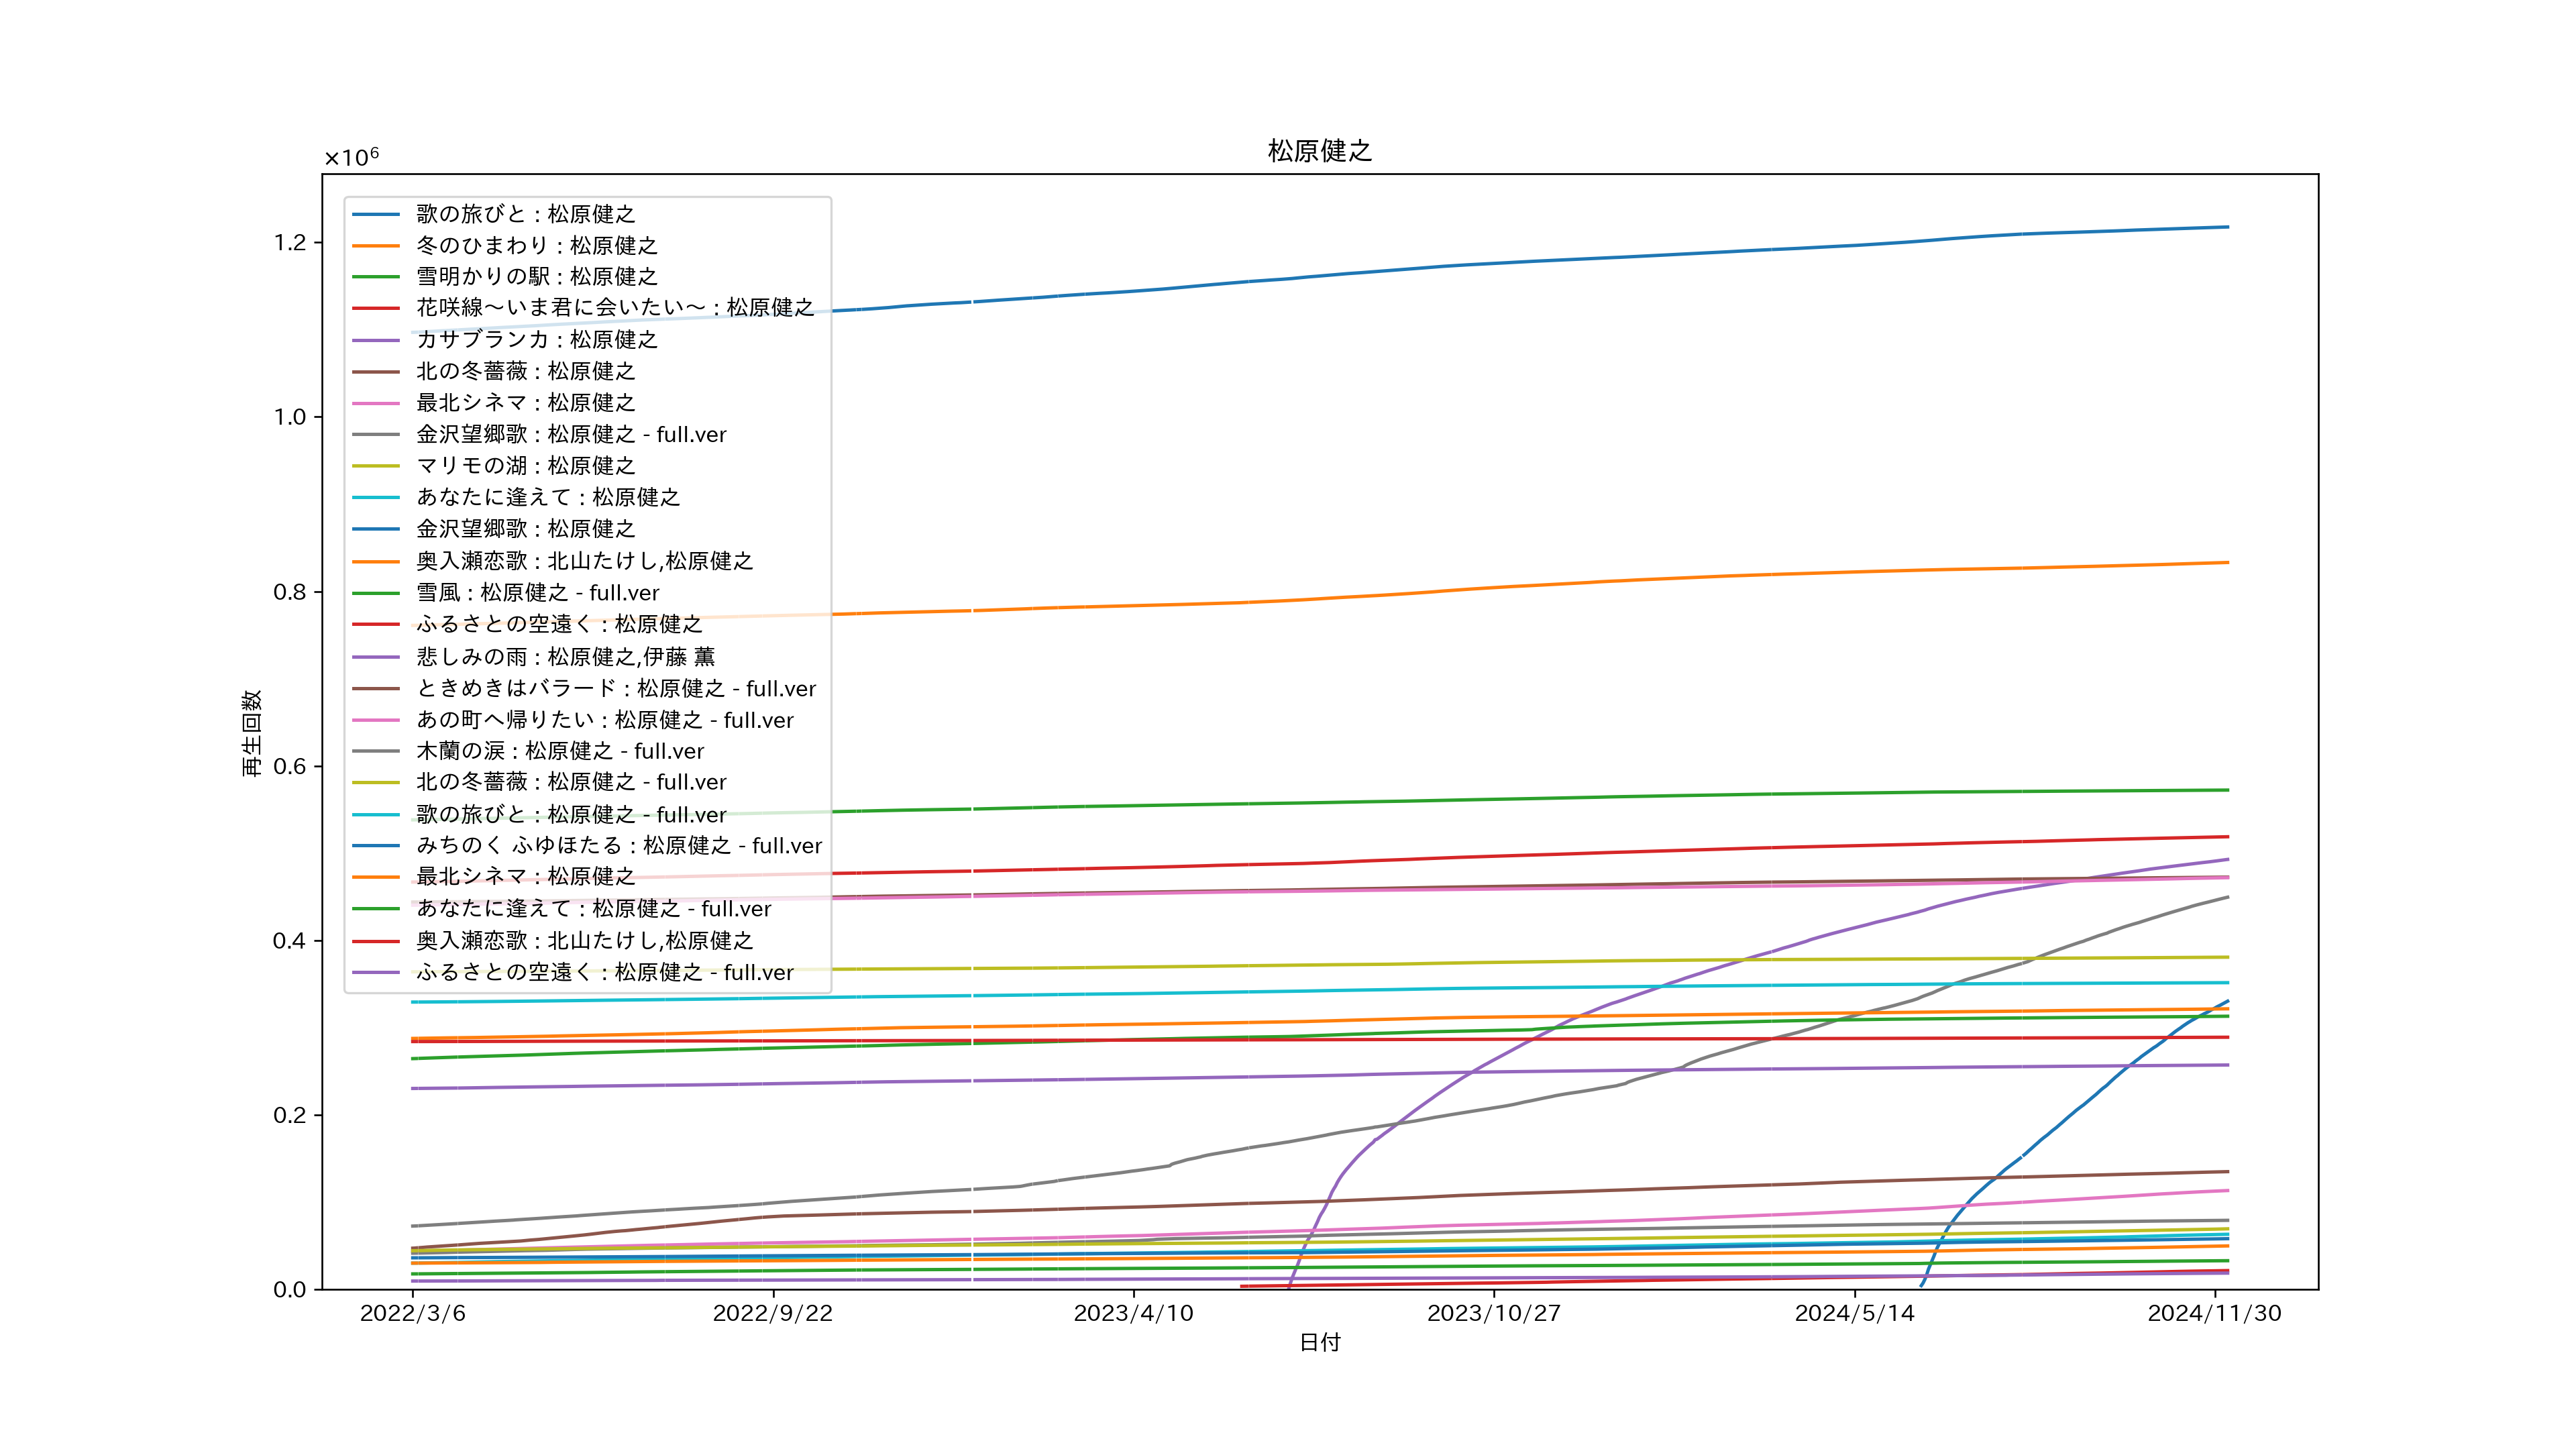 松原健之
×10⁶
歌の旅びと : 松原健之
冬のひまわり : 松原健之
雪明かりの駅 : 松原健之
花咲線～いま君に会いたい～ : 松原健之
カサブランカ : 松原健之
北の冬薔薇 : 松原健之
最北シネマ : 松原健之
金沢望郷歌 : 松原健之 - full.ver
マリモの湖 : 松原健之
あなたに逢えて : 松原健之
金沢望郷歌 : 松原健之
奥入瀬恋歌 : 北山たけし,松原健之
雪風 : 松原健之 - full.ver
ふるさとの空遠く : 松原健之
悲しみの雨 : 松原健之,伊藤 薫
ときめきはバラード : 松原健之 - full.ver
あの町へ帰りたい : 松原健之 - full.ver
木蘭の涙 : 松原健之 - full.ver
北の冬薔薇 : 松原健之 - full.ver
歌の旅びと : 松原健之 - full.ver
みちのく ふゆほたる : 松原健之 - full.ver
最北シネマ : 松原健之
あなたに逢えて : 松原健之 - full.ver
奥入瀬恋歌 : 北山たけし,松原健之
ふるさとの空遠く : 松原健之 - full.ver
1.2
1.0
0.8
0.6
0.4
0.2
0.0
再生回数
2022/3/6
2022/9/22
2023/4/10
2023/10/27
2024/5/14
2024/11/30
日付